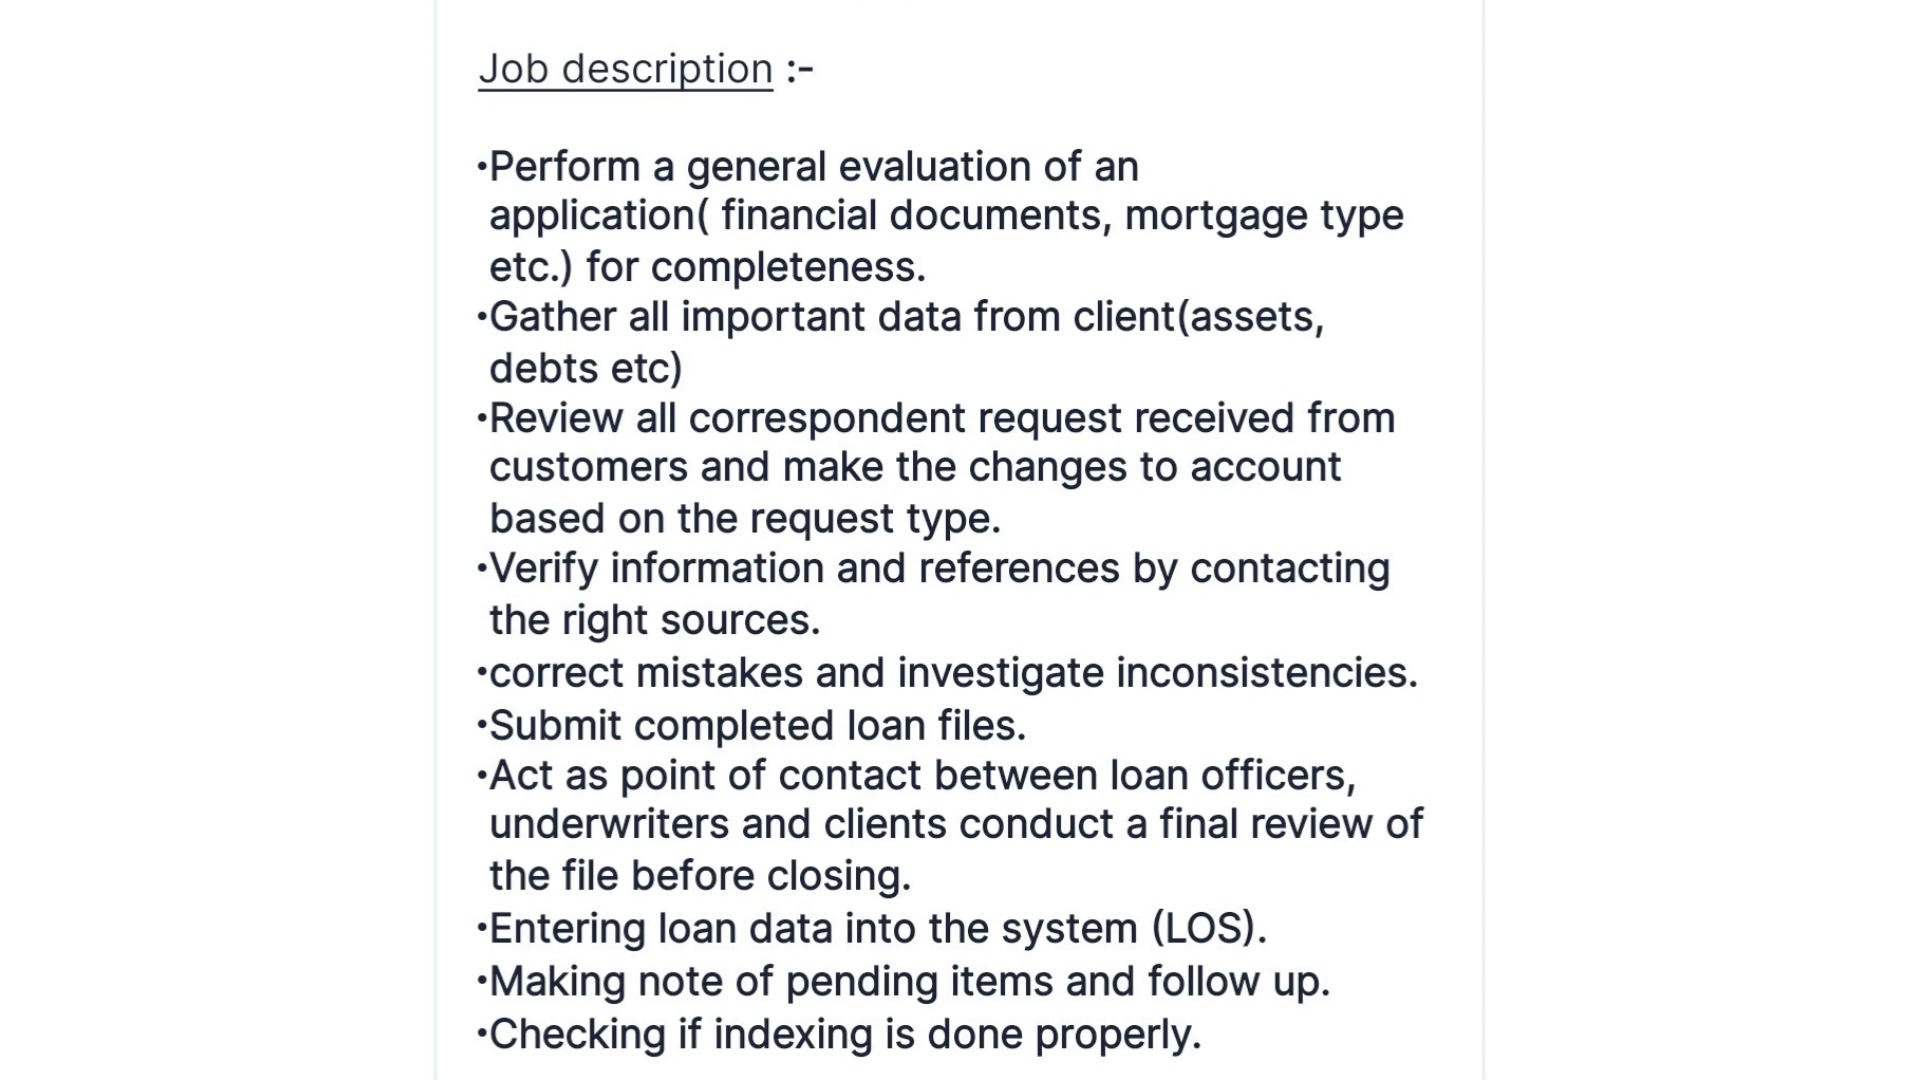 Job description :-
•Perform a general evaluation of an
application( financial documents, mortgage type
etc.) for completeness.
•Gather all important data from client(assets,
debts etc)
•Review all correspondent request received from
customers and make the changes to account
based on the request type.
•Verify information and references by contacting
the right sources.
•correct mistakes and investigate inconsistencies.
•Submit completed loan files.
•Act as point of contact between loan officers,
underwriters and clients conduct a final review of
the file before closing.
•Entering loan data into the system (LOS).
•Making note of pending items and follow up.
•Checking if indexing is done properly.